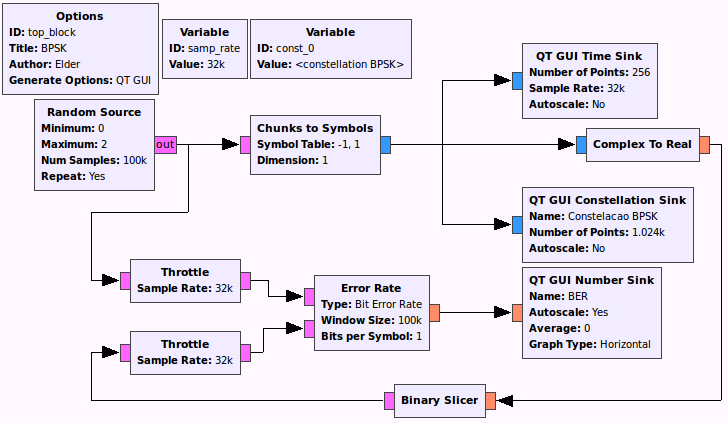 Options
ID: top_block
Title: BPSK
Author: Elder
Generate Options: QT GUI
Variable
ID: samp_rate
Value: 32k
Variable
ID: const_0
Value: <constellation BPSK>
Random Source
Minimum: 0
Maximum: 2
Num Samples: 100k
Repeat: Yes
out
Chunks to Symbols
Symbol Table: -1, 1
Dimension: 1
QT GUI Time Sink
Number of Points: 256
Sample Rate: 32k
Autoscale: No
Complex To Real
QT GUI Constellation Sink
Name: Constelacao BPSK
Number of Points: 1.024k
Autoscale: No
Throttle
Sample Rate: 32k
Error Rate
Type: Bit Error Rate
Window Size: 100k
Bits per Symbol: 1
QT GUI Number Sink
Name: BER
Autoscale: Yes
Average: 0
Graph Type: Horizontal
Throttle
Sample Rate: 32k
Binary Slicer